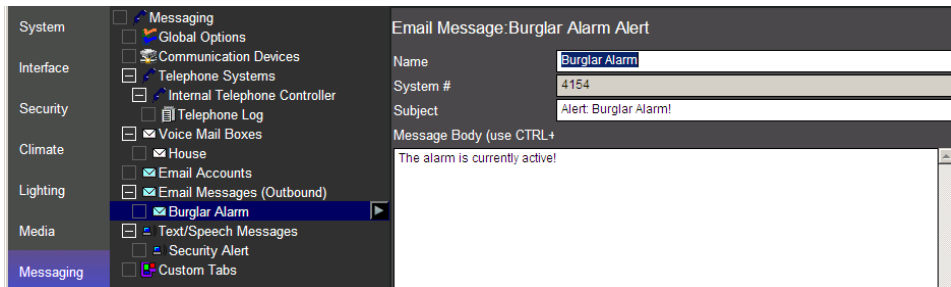 System
Interface
Security
Climate
Lighting
Media
Messaging
Messaging
Global Options
Communication Devices
Telephone Systems
Internal Telephone Controller
Telephone Log
Voice Mail Boxes
House
Email Accounts
Email Messages (Outbound)
Burglar Alarm
Text/Speech Messages
Security Alert
Custom Tabs
Email Message:Burglar Alarm Alert
Name Burglar Alarm
System # 4154
Subject Alert: Burglar Alarm!
Message Body (use CTRL+
The alarm is currently active!